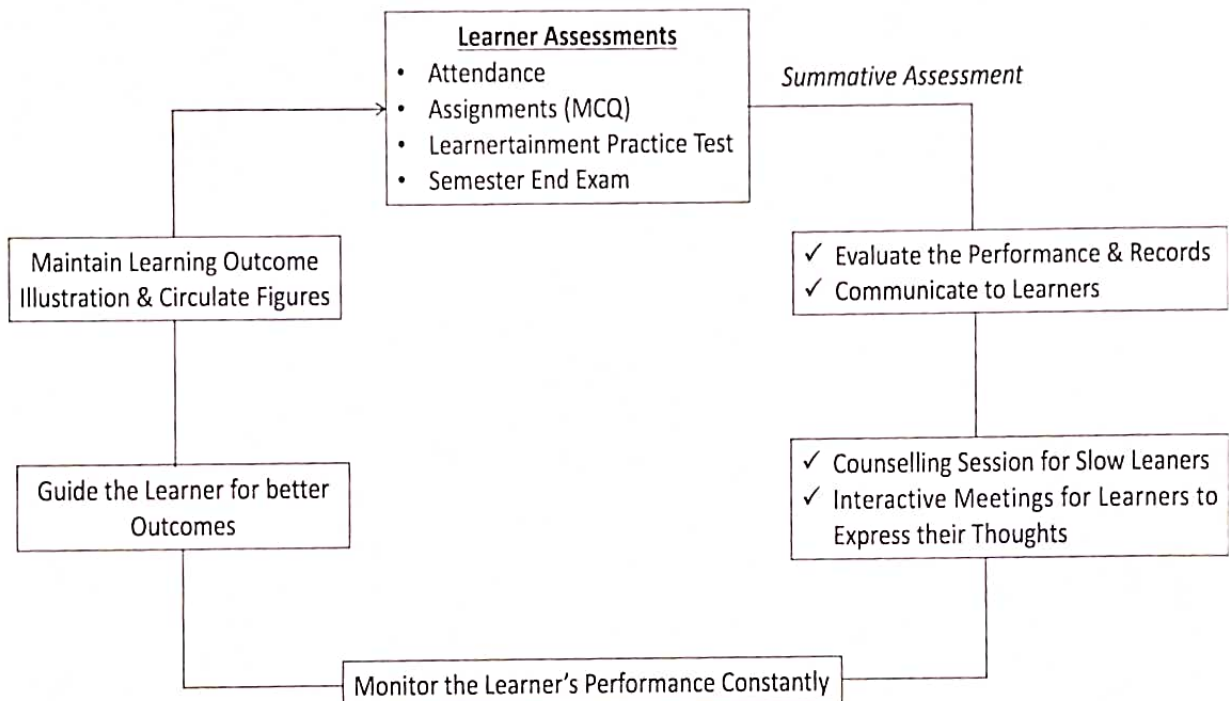 Learner Assessments
• Attendance
• Assignments (MCQ)
• Learnertainment Practice Test
• Semester End Exam
Summative Assessment
✓ Evaluate the Performance & Records
✓ Communicate to Learners
✓ Counselling Session for Slow Leaners
✓ Interactive Meetings for Learners to
Express their Thoughts
Monitor the Learner's Performance Constantly
Guide the Learner for better
Outcomes
Maintain Learning Outcome
Illustration & Circulate Figures